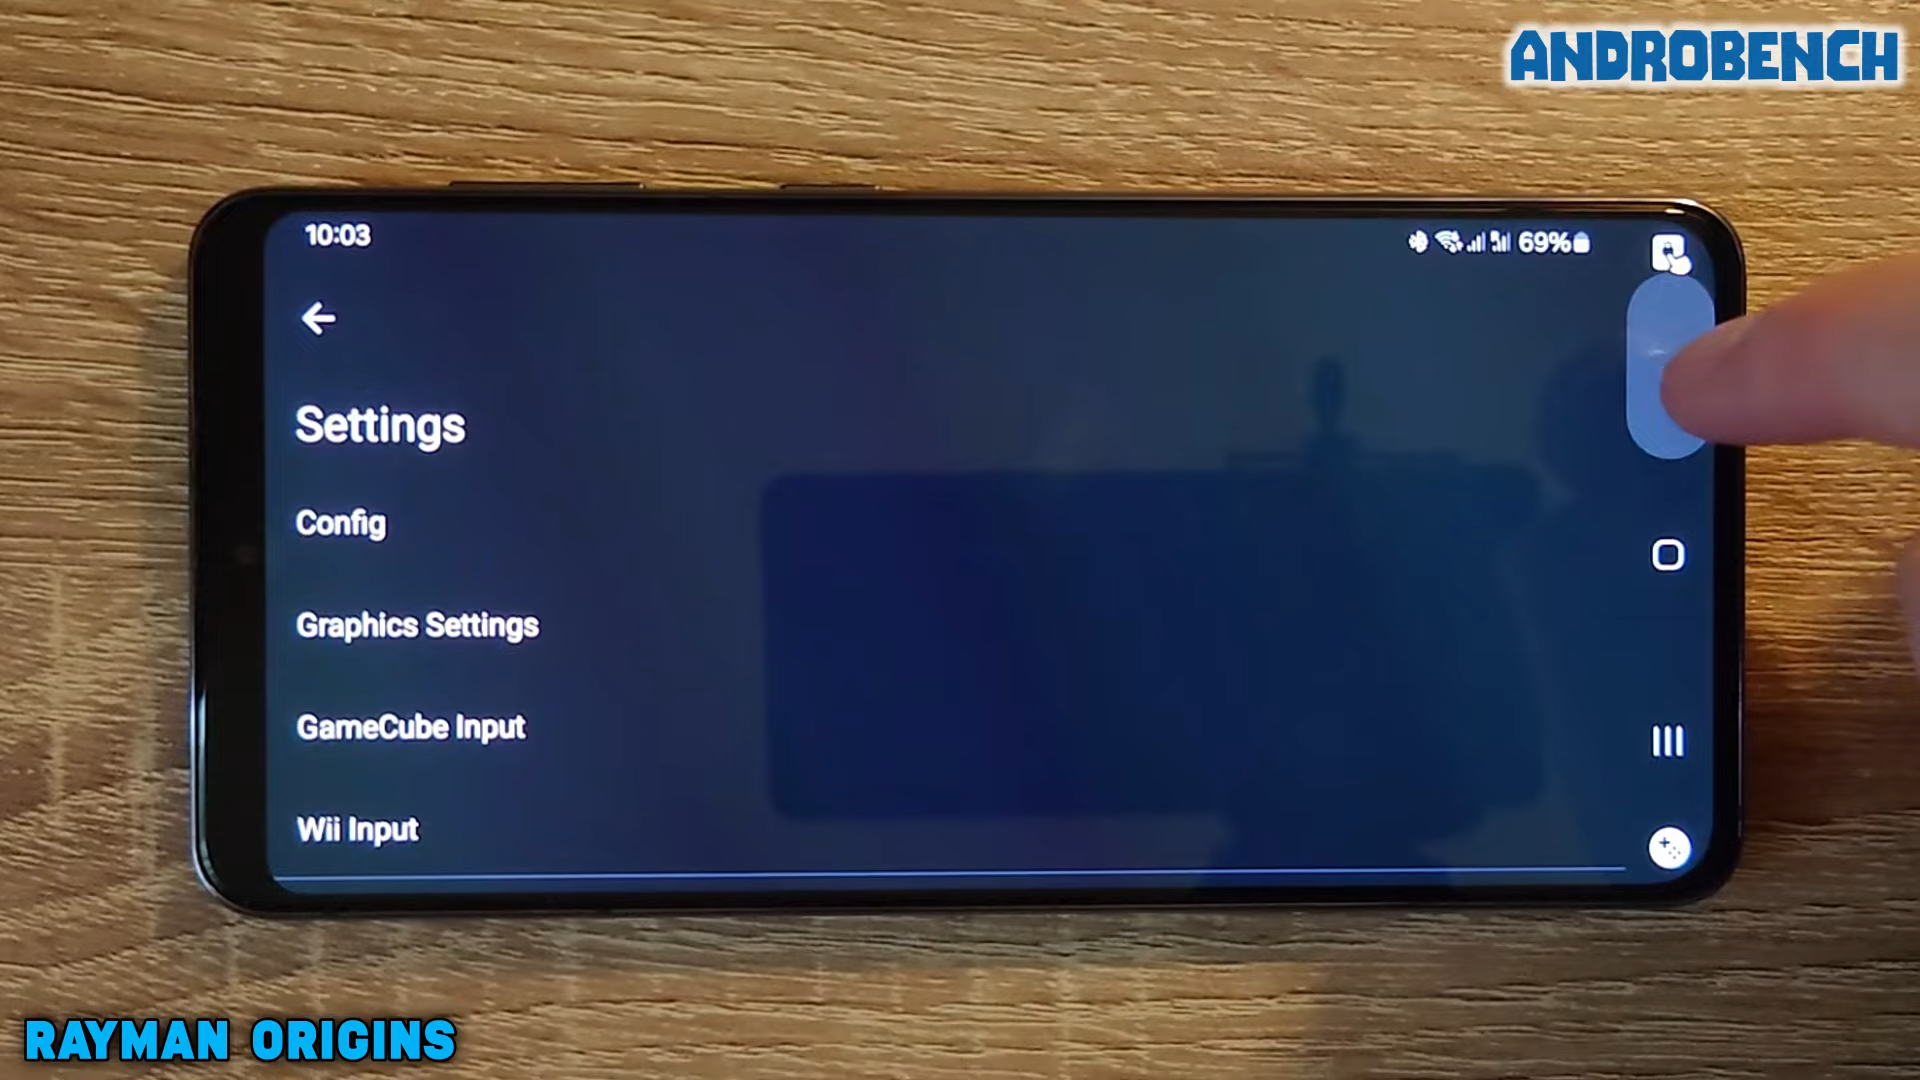 ANDROBENCH
10:03
69%
Settings
Config
Graphics Settings
GameCube Input
Wii Input
RAYMAN ORIGINS